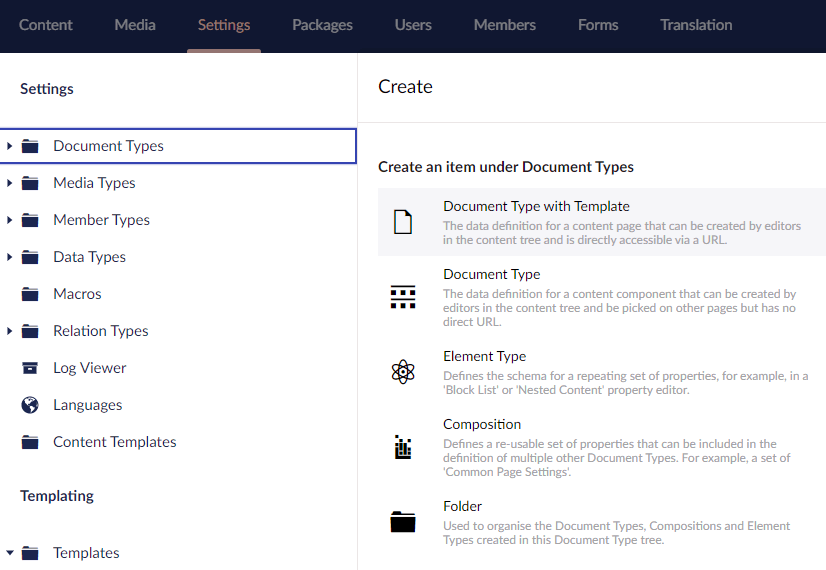 Content Media Settings Packages Users Members Forms Translation
Settings
Document Types
Media Types
Member Types
Data Types
Macros
Relation Types
Log Viewer
Languages
Content Templates
Templating
Templates
Create
Create an item under Document Types
Document Type with Template
The data definition for a content page that can be created by editors
in the content tree and is directly accessible via a URL.
Document Type
The data definition for a content component that can be created by
editors in the content tree and be picked on other pages but has no
direct URL.
Element Type
Defines the schema for a repeating set of properties, for example, in a
'Block List' or 'Nested Content' property editor.
Composition
Defines a re-usable set of properties that can be included in the
definition of multiple other Document Types. For example, a set of
'Common Page Settings'.
Folder
Used to organise the Document Types, Compositions and Element
Types created in this Document Type tree.